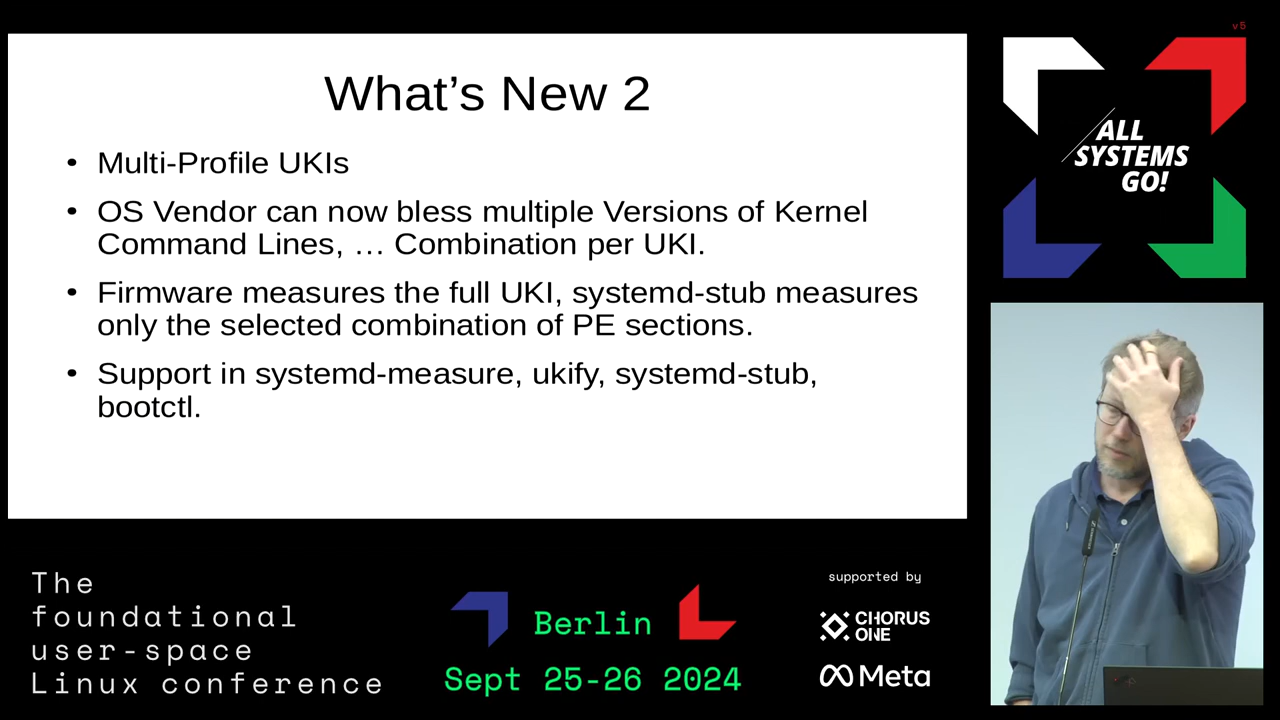 What's New 2
• Multi-Profile UKIs
• OS Vendor can now bless multiple Versions of Kernel
Command Lines, … Combination per UKI.
• Firmware measures the full UKI, systemd-stub measures
only the selected combination of PE sections.
• Support in systemd-measure, ukify, systemd-stub,
bootctl.
v5
ALL
SYSTEMS
GO!
The
foundational
user-space
Linux conference
Berlin
Sept 25-26 2024
supported by
CHORUS
ONE
Meta